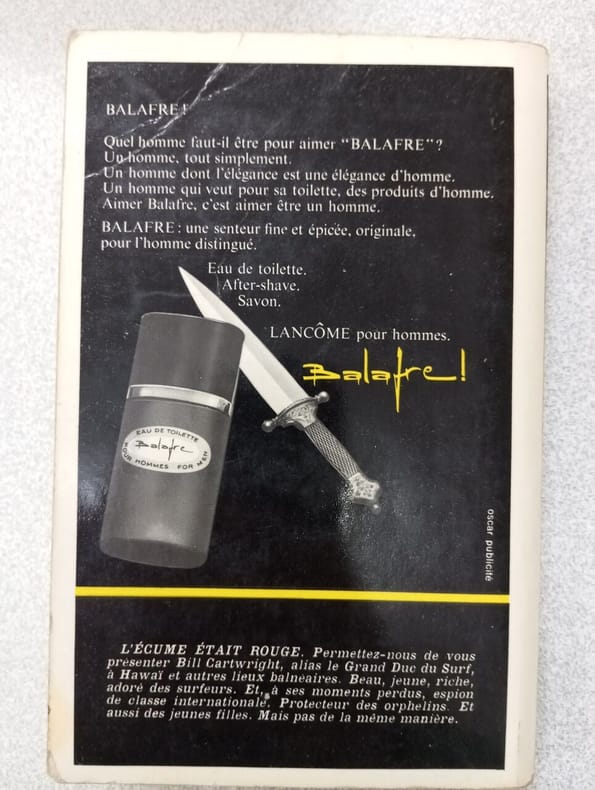 BALAFRE!
Quel homme faut-il être pour aimer "BALAFRE"?
Un homme, tout simplement.
Un homme dont l'élégance est une élégance d'homme.
Un homme qui veut pour sa toilette, des produits d'homme.
Aimer Balafre, c'est aimer être un homme.
BALAFRE : une senteur fine et épicée, originale,
pour l'homme distingué.
Eau de toilette.
After-shave.
Savon.
LANCÔME pour hommes.
Balafre!
EAU DE TOILETTE
Balafre
POUR HOMMES FOR MEN
oscar publicité
L'ÉCUME ÉTAIT ROUGE. Permettez-nous de vous
présenter Bill Cartwright, alias le Grand Duc du Surf,
à Hawaï et autres lieux balnéaires. Beau, jeune, riche,
adoré des surfeurs. Et, à ses moments perdus, espion
de classe internationale. Protecteur des orphelins. Et
aussi des jeunes filles. Mais pas de la même manière.